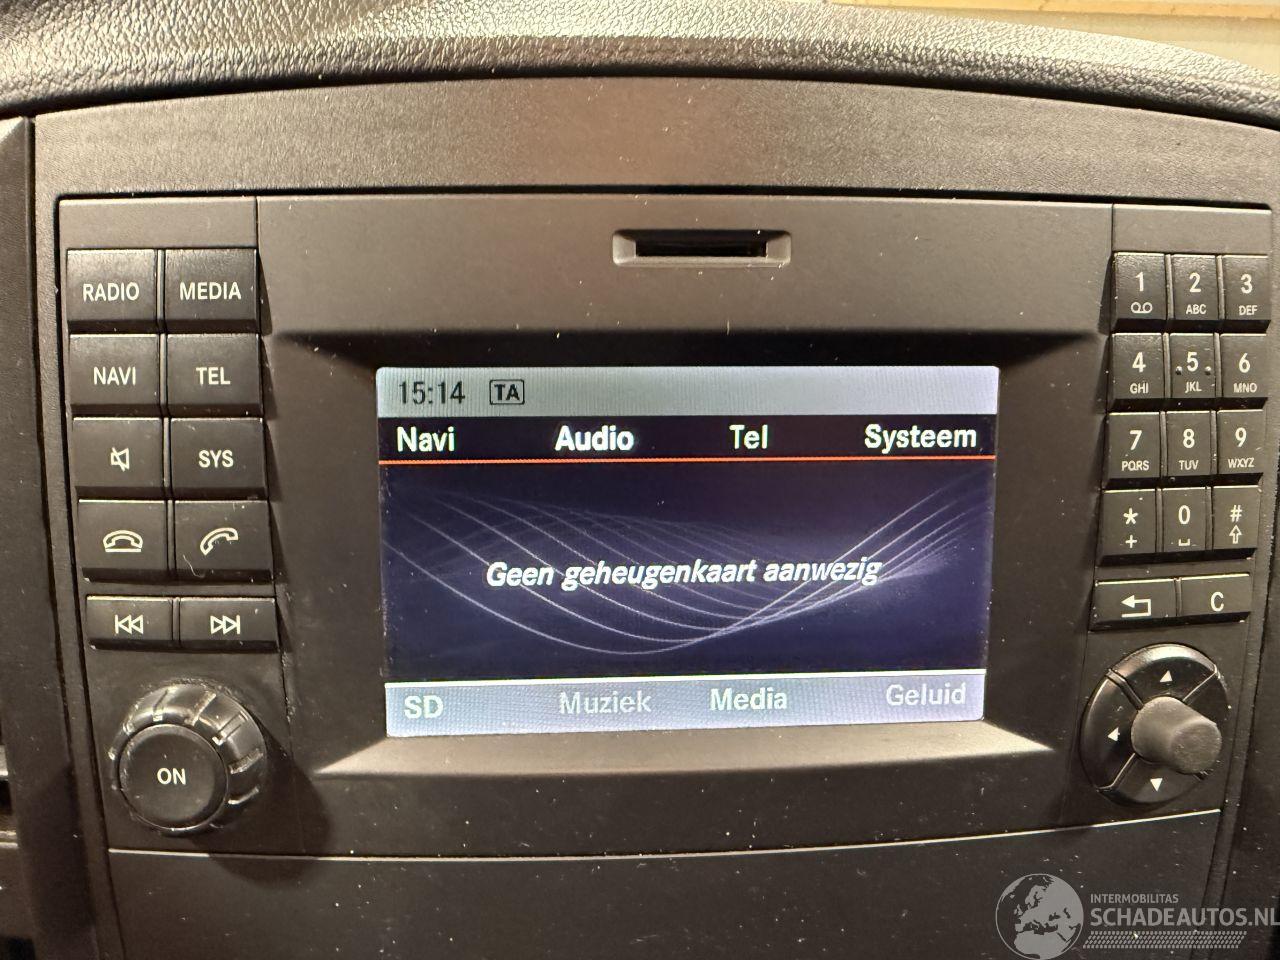 RADIO MEDIA
NAVI TEL
SYS
ON
15:14 TA
Navi Audio Tel Systeem
Geen geheugenkaart aanwezig
SD Muziek Media Geluid
1 2 3
ABC DEF
4 5 6
GHI JKL MNO
7 8 9
PQRS TUV WXYZ
* 0 #
+
C
INTERMOBILITAS
SCHADEAUTOS.NL